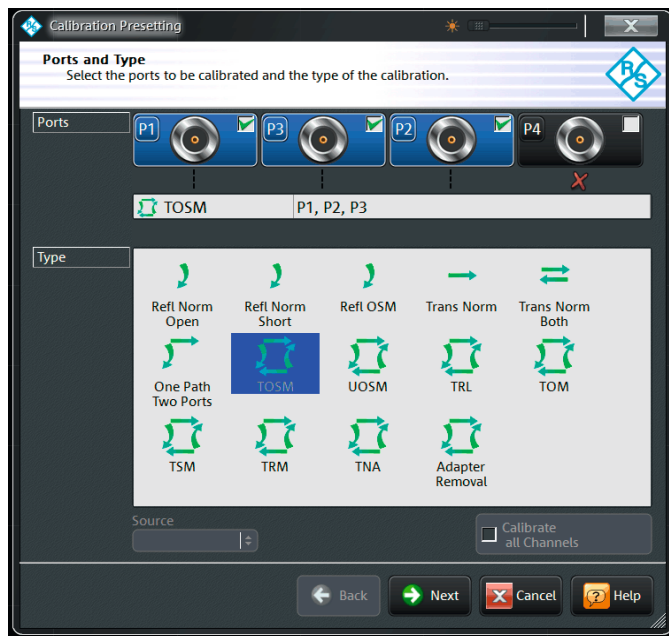 Calibration Presetting
Ports and Type
Select the ports to be calibrated and the type of the calibration.
R&S
Ports
P1
P3
P2
P4
TOSM
P1, P2, P3
Type
Refl Norm
Open
Refl Norm
Short
Refl OSM
Trans Norm
Trans Norm
Both
One Path
Two Ports
TOSM
UOSM
TRL
TOM
TSM
TRM
TNA
Adapter
Removal
Source
Calibrate
all Channels
Back
Next
Cancel
Help